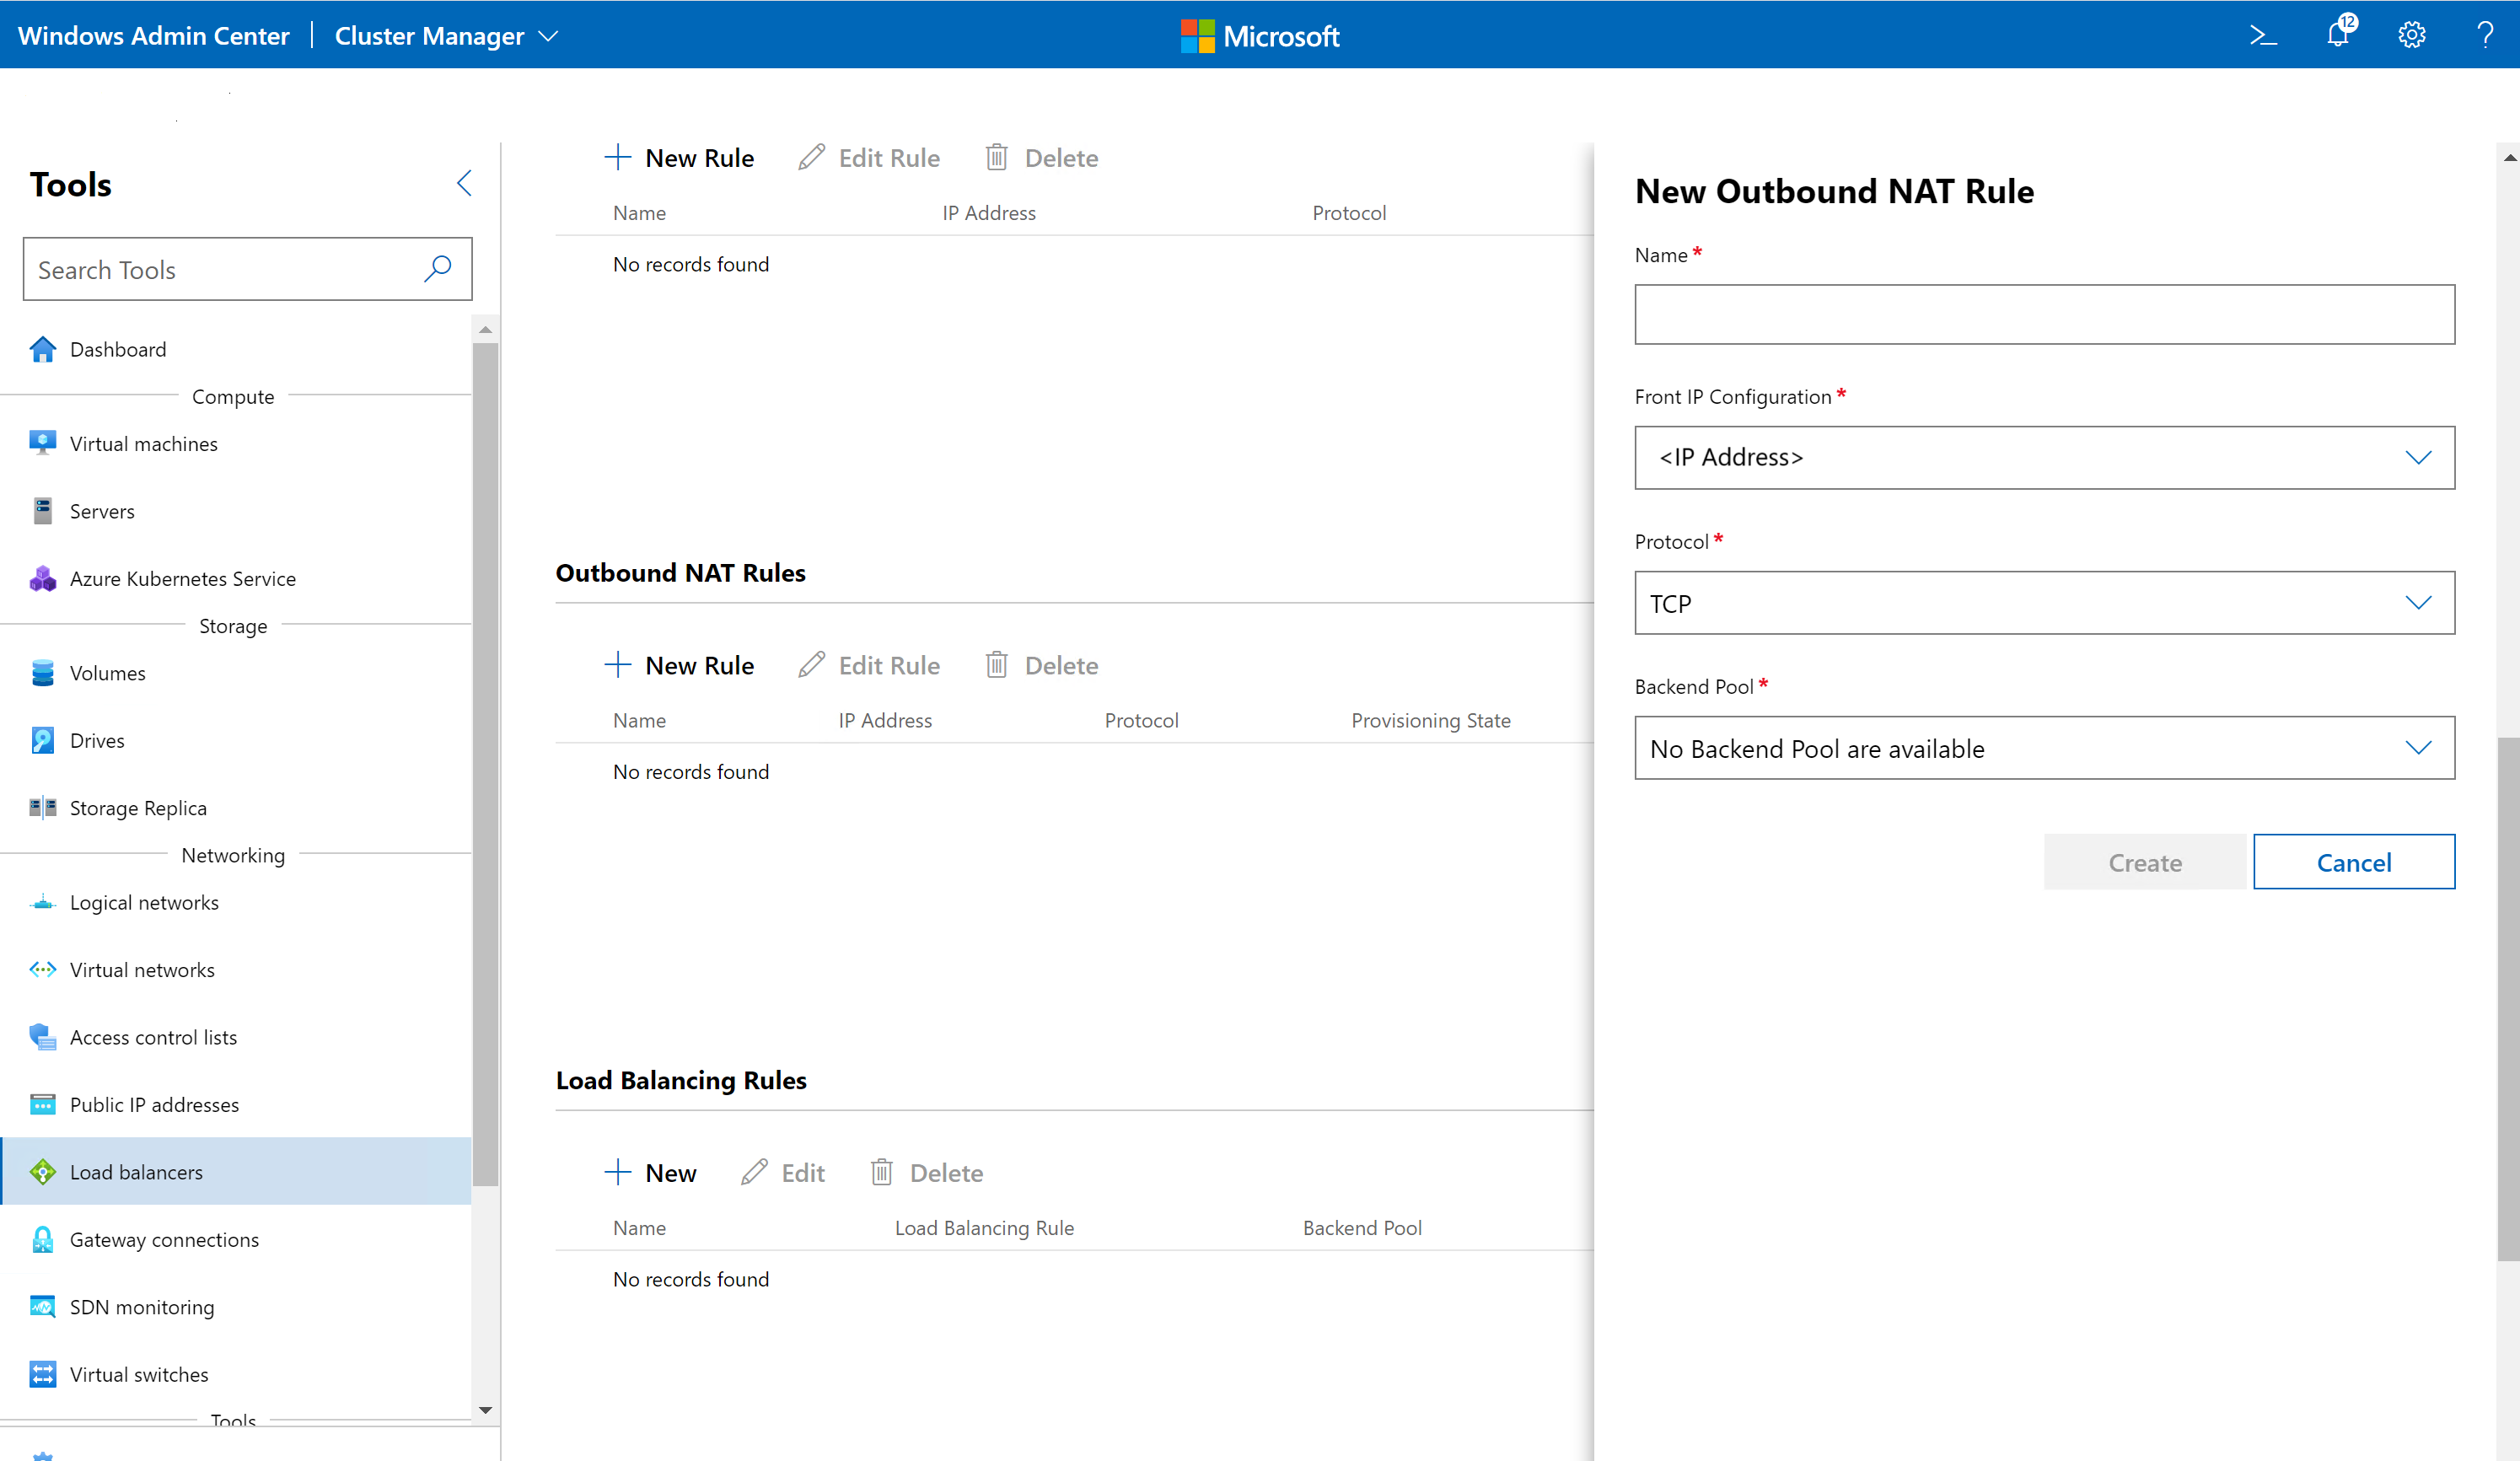 Windows Admin Center Cluster Manager
Microsoft
12
Tools
Search Tools
Dashboard
Compute
Virtual machines
Servers
Azure Kubernetes Service
Storage
Volumes
Drives
Storage Replica
Networking
Logical networks
Virtual networks
Access control lists
Public IP addresses
Load balancers
Gateway connections
SDN monitoring
Virtual switches
Tools
New Rule Edit Rule Delete
Name IP Address Protocol
No records found
Outbound NAT Rules
New Rule Edit Rule Delete
Name IP Address Protocol Provisioning State
No records found
Load Balancing Rules
New Edit Delete
Name Load Balancing Rule Backend Pool
No records found
New Outbound NAT Rule
Name *
Front IP Configuration *
<IP Address>
Protocol *
TCP
Backend Pool *
No Backend Pool are available
Create Cancel